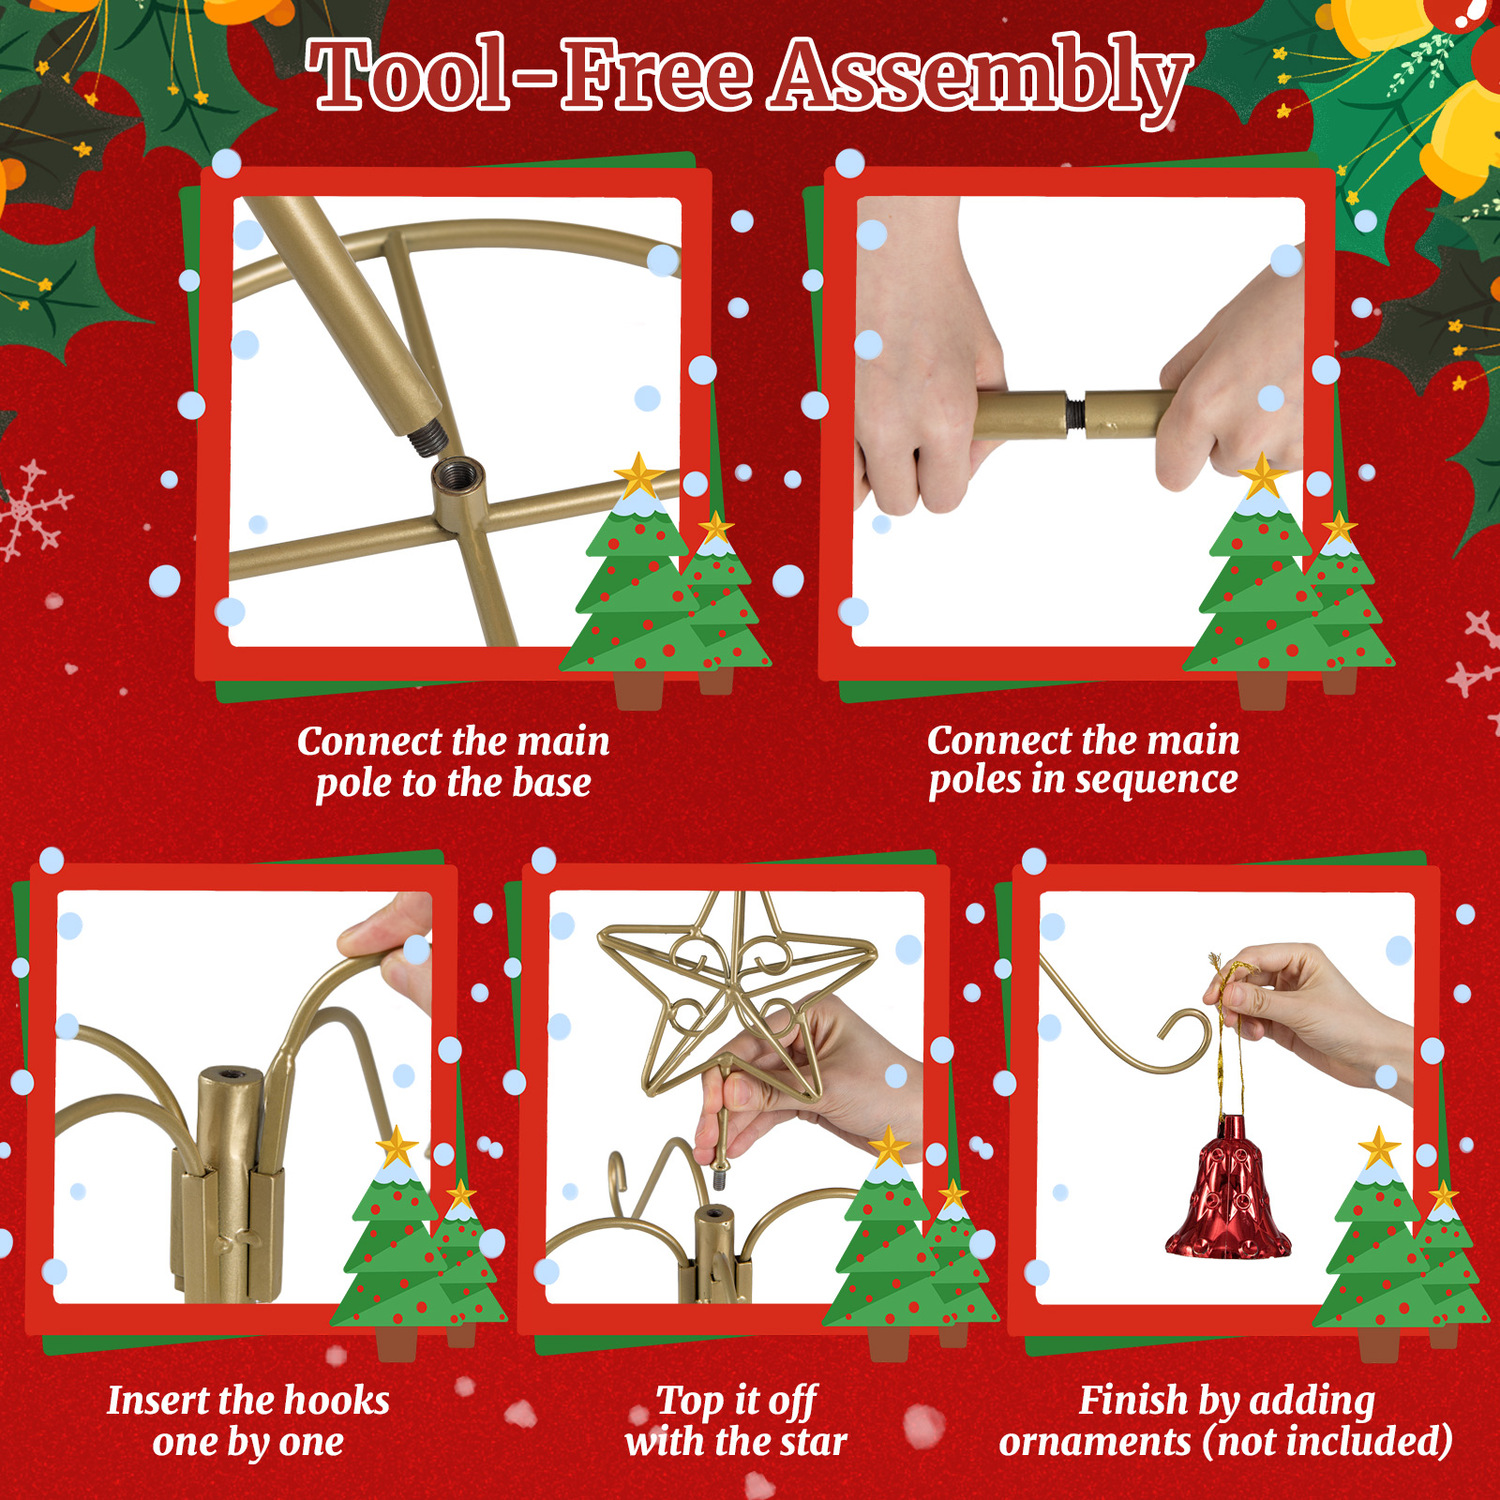 Tool-Free Assembly
Connect the main
pole to the base
Connect the main
poles in sequence
Insert the hooks
one by one
Top it off
with the star
Finish by adding
ornaments (not included)